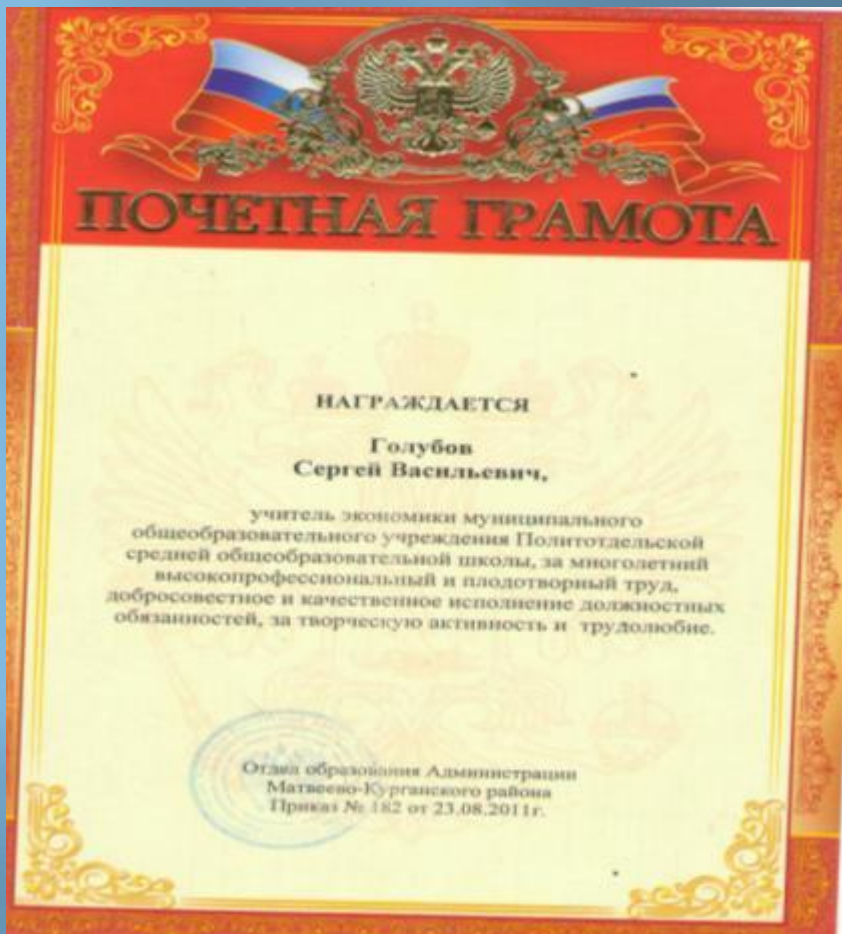 ПОЧЕТНАЯ ГРАМОТА
НАГРАЖДАЕТСЯ
Голубов
Сергей Васильевич,
учитель экономики муниципального
общеобразовательного учреждения Политотдельской
средней общеобразовательной школы, за многолетний
высокопрофессиональный и плодотворный труд,
добросовестное и качественное исполнение должностных
обязанностей, за творческую активность и трудолюбие.
Отдел образования Администрации
Матвеево-Курганского района
Приказ № 182 от 23.08.2011г.